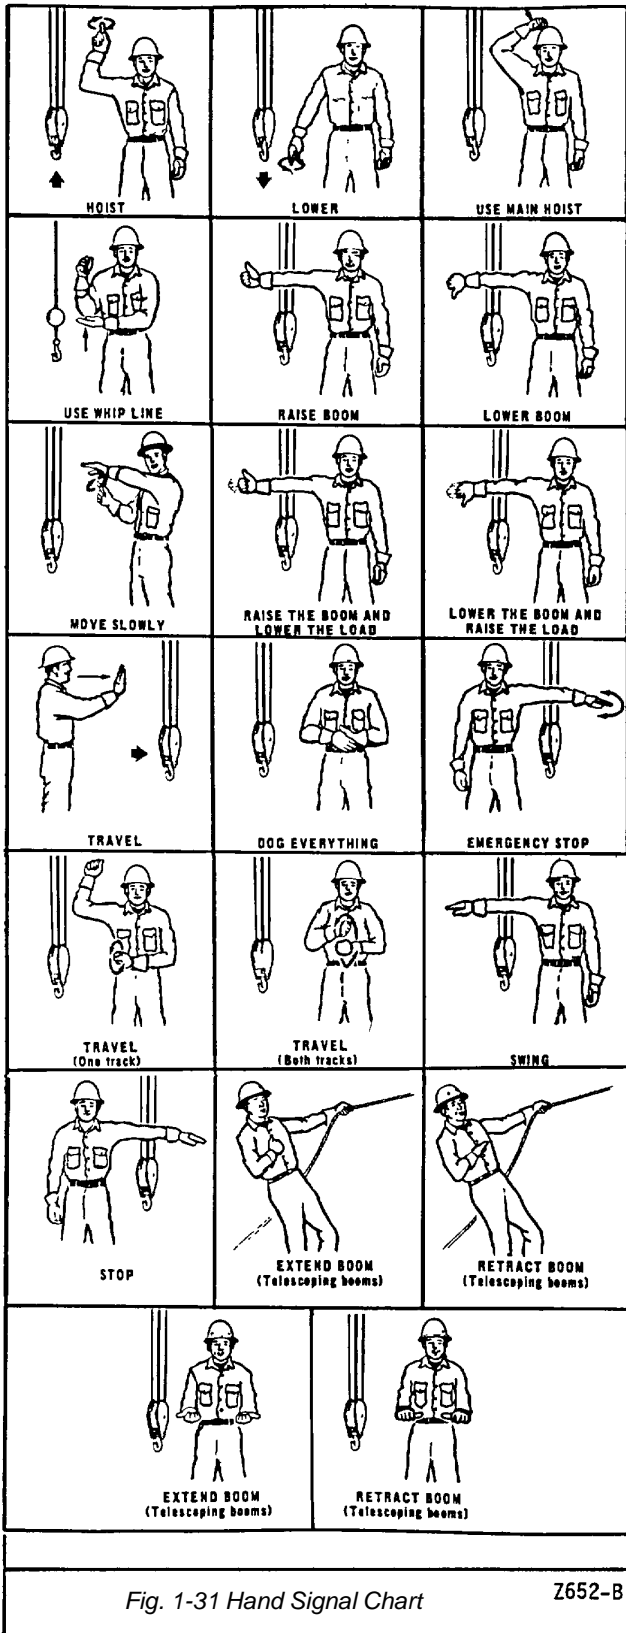 HOIST
LOWER
USE MAIN HOIST
USE WHIP LINE
RAISE BOOM
LOWER BOOM
MOVE SLOWLY
RAISE THE BOOM AND
LOWER THE LOAD
LOWER THE BOOM AND
RAISE THE LOAD
TRAVEL
DOG EVERYTHING
EMERGENCY STOP
TRAVEL
(One track)
TRAVEL
(Both tracks)
SWING
STOP
EXTEND BOOM
(Telescoping booms)
RETRACT BOOM
(Telescoping booms)
EXTEND BOOM
(Telescoping booms)
RETRACT BOOM
(Telescoping booms)
Fig. 1-31 Hand Signal Chart
Z652-B